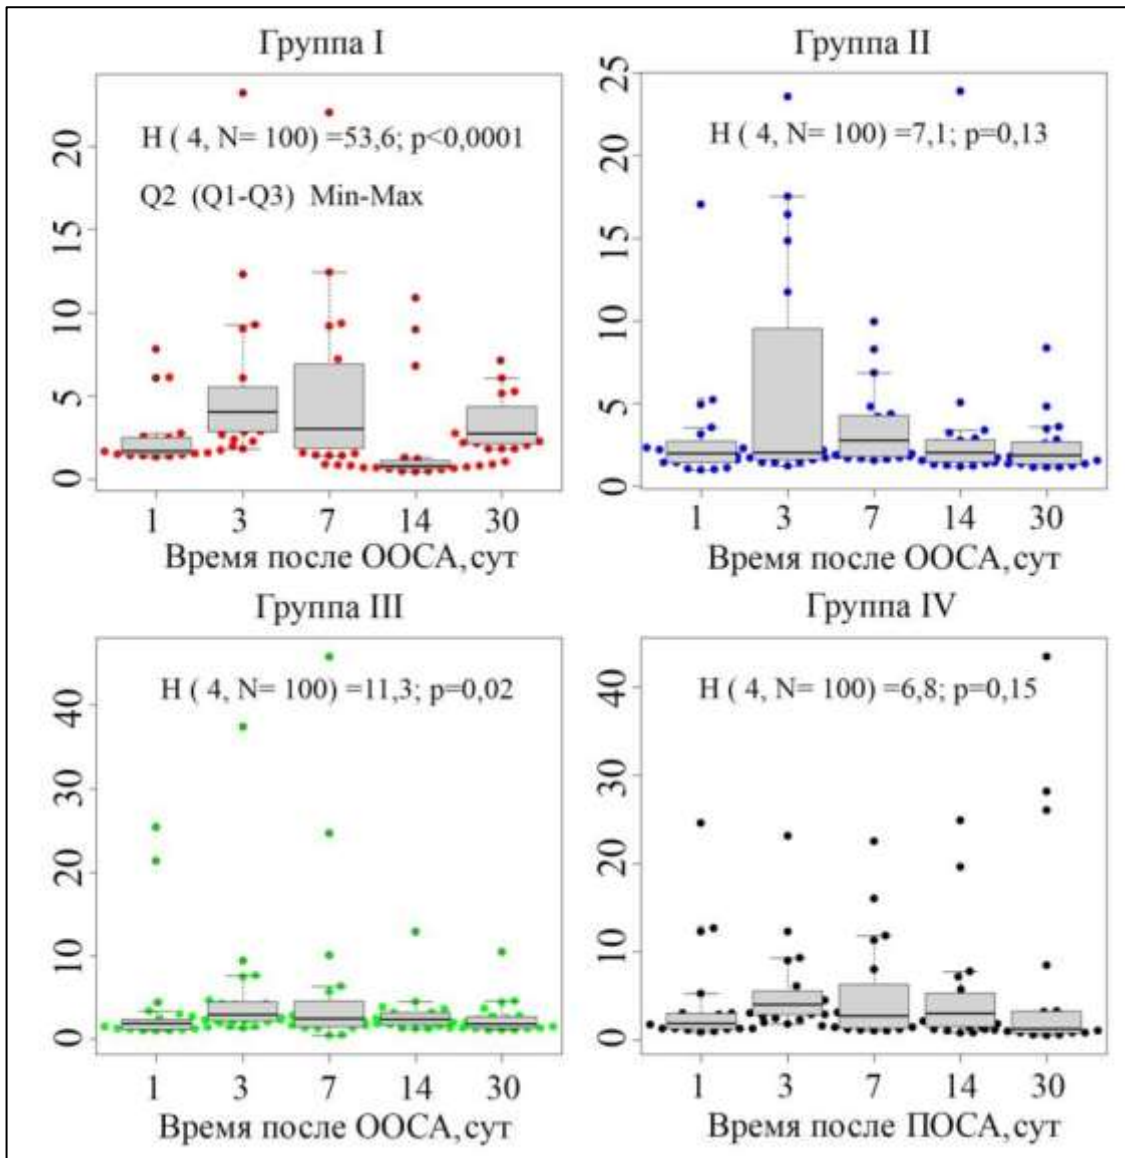 Группа I
H ( 4, N= 100) =53,6; p<0,0001
Q2 (Q1-Q3) Min-Max
20
15
10
5
0
1 3 7 14 30
Время после ООСА,сут
Группа II
H ( 4, N= 100) =7,1; p=0,13
25
20
15
10
5
0
1 3 7 14 30
Время после ООСА,сут
Группа III
H ( 4, N= 100) =11,3; p=0,02
40
30
20
10
0
1 3 7 14 30
Время после ООСА,сут
Группа IV
H ( 4, N= 100) =6,8; p=0,15
40
30
20
10
0
1 3 7 14 30
Время после ПОСА,сут